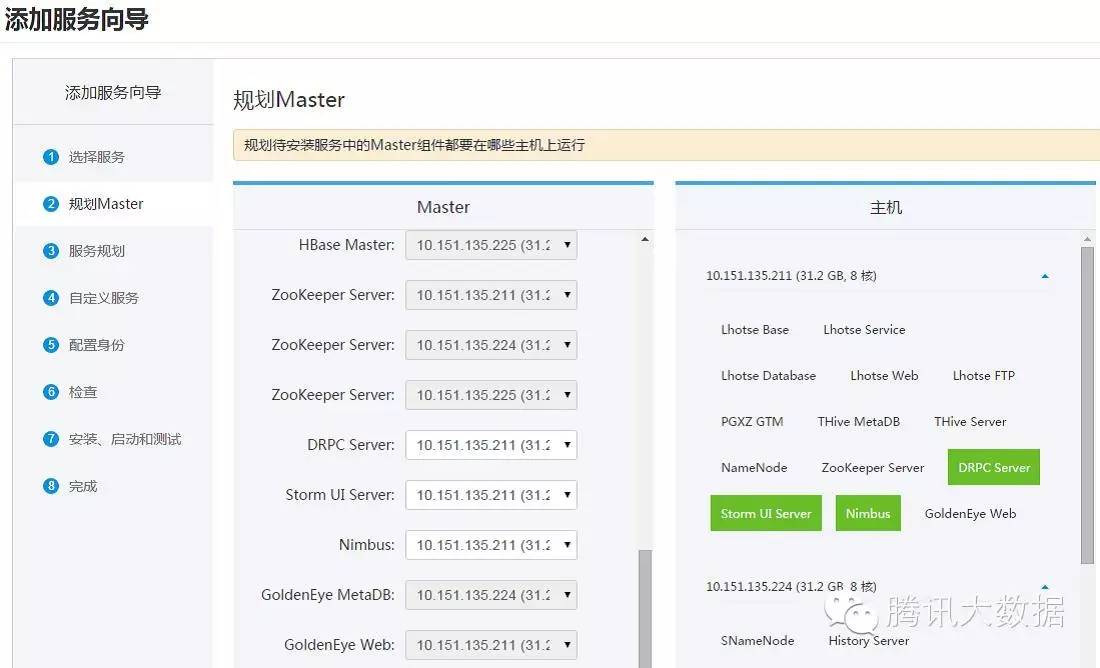 添加服务向导
添加服务向导
1 选择服务
2 规划Master
3 服务规划
4 自定义服务
5 配置身份
6 检查
7 安装、启动和测试
8 完成
规划Master
规划待安装服务中的Master组件都要在哪些主机上运行
Master
HBase Master: 10.151.135.225 (31.2
ZooKeeper Server: 10.151.135.211 (31.2
ZooKeeper Server: 10.151.135.224 (31.2
ZooKeeper Server: 10.151.135.225 (31.2
DRPC Server: 10.151.135.211 (31.2
Storm UI Server: 10.151.135.211 (31.2
Nimbus: 10.151.135.211 (31.2
GoldenEye MetaDB: 10.151.135.224 (31.2
GoldenEye Web: 10.151.135.211 (31.2
主机
10.151.135.211 (31.2 GB, 8 核)
Lhotse Base Lhotse Service
Lhotse Database Lhotse Web Lhotse FTP
PGXZ GTM THive MetaDB THive Server
NameNode ZooKeeper Server DRPC Server
Storm UI Server Nimbus GoldenEye Web
10.151.135.224 (31.2 GB, 8 核)
SNameNode History Server
腾讯大数据